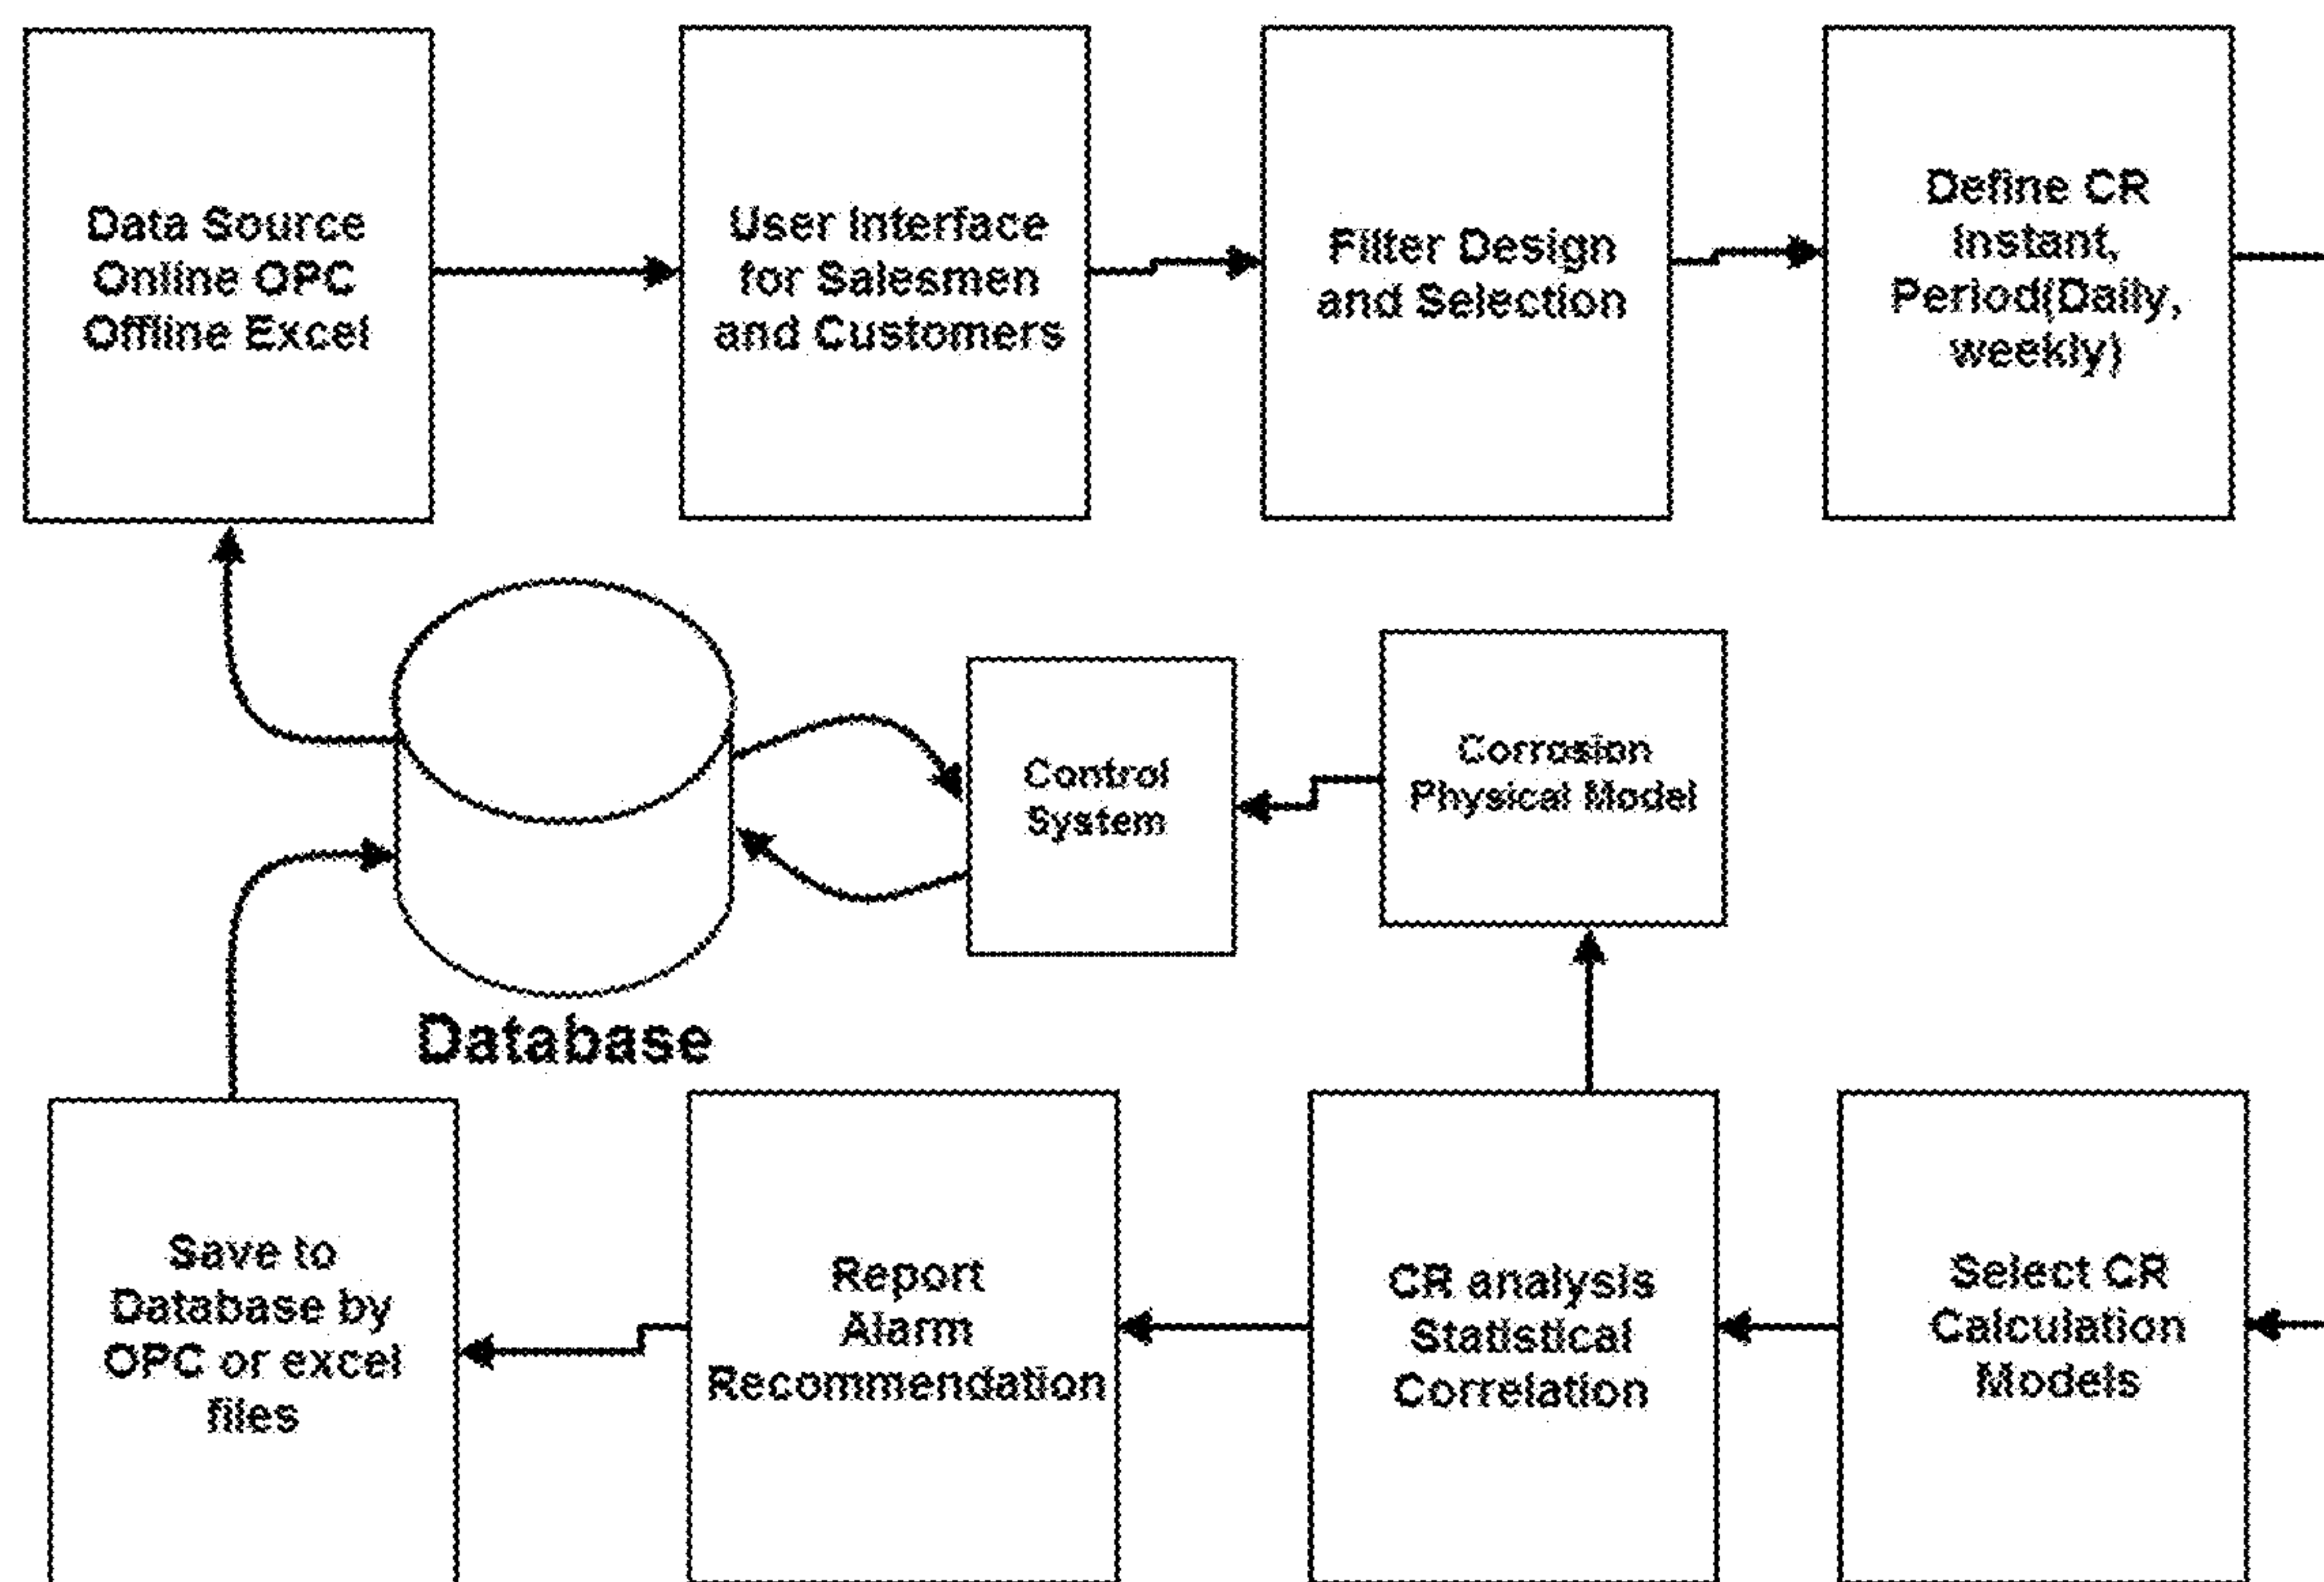 Data Source
Online OPC
Offline Excel
User Interface
for Salesmen
and Customers
Filter Design
and Selection
Define CR
Instant,
Period(Daily,
weekly)
Control
System
Corrosion
Physical Model
Database
Save to
Database by
OPC or excel
files
Report
Alarm
Recommendation
CR analysis
Statistical
Correlation
Select CR
Calculation
Models